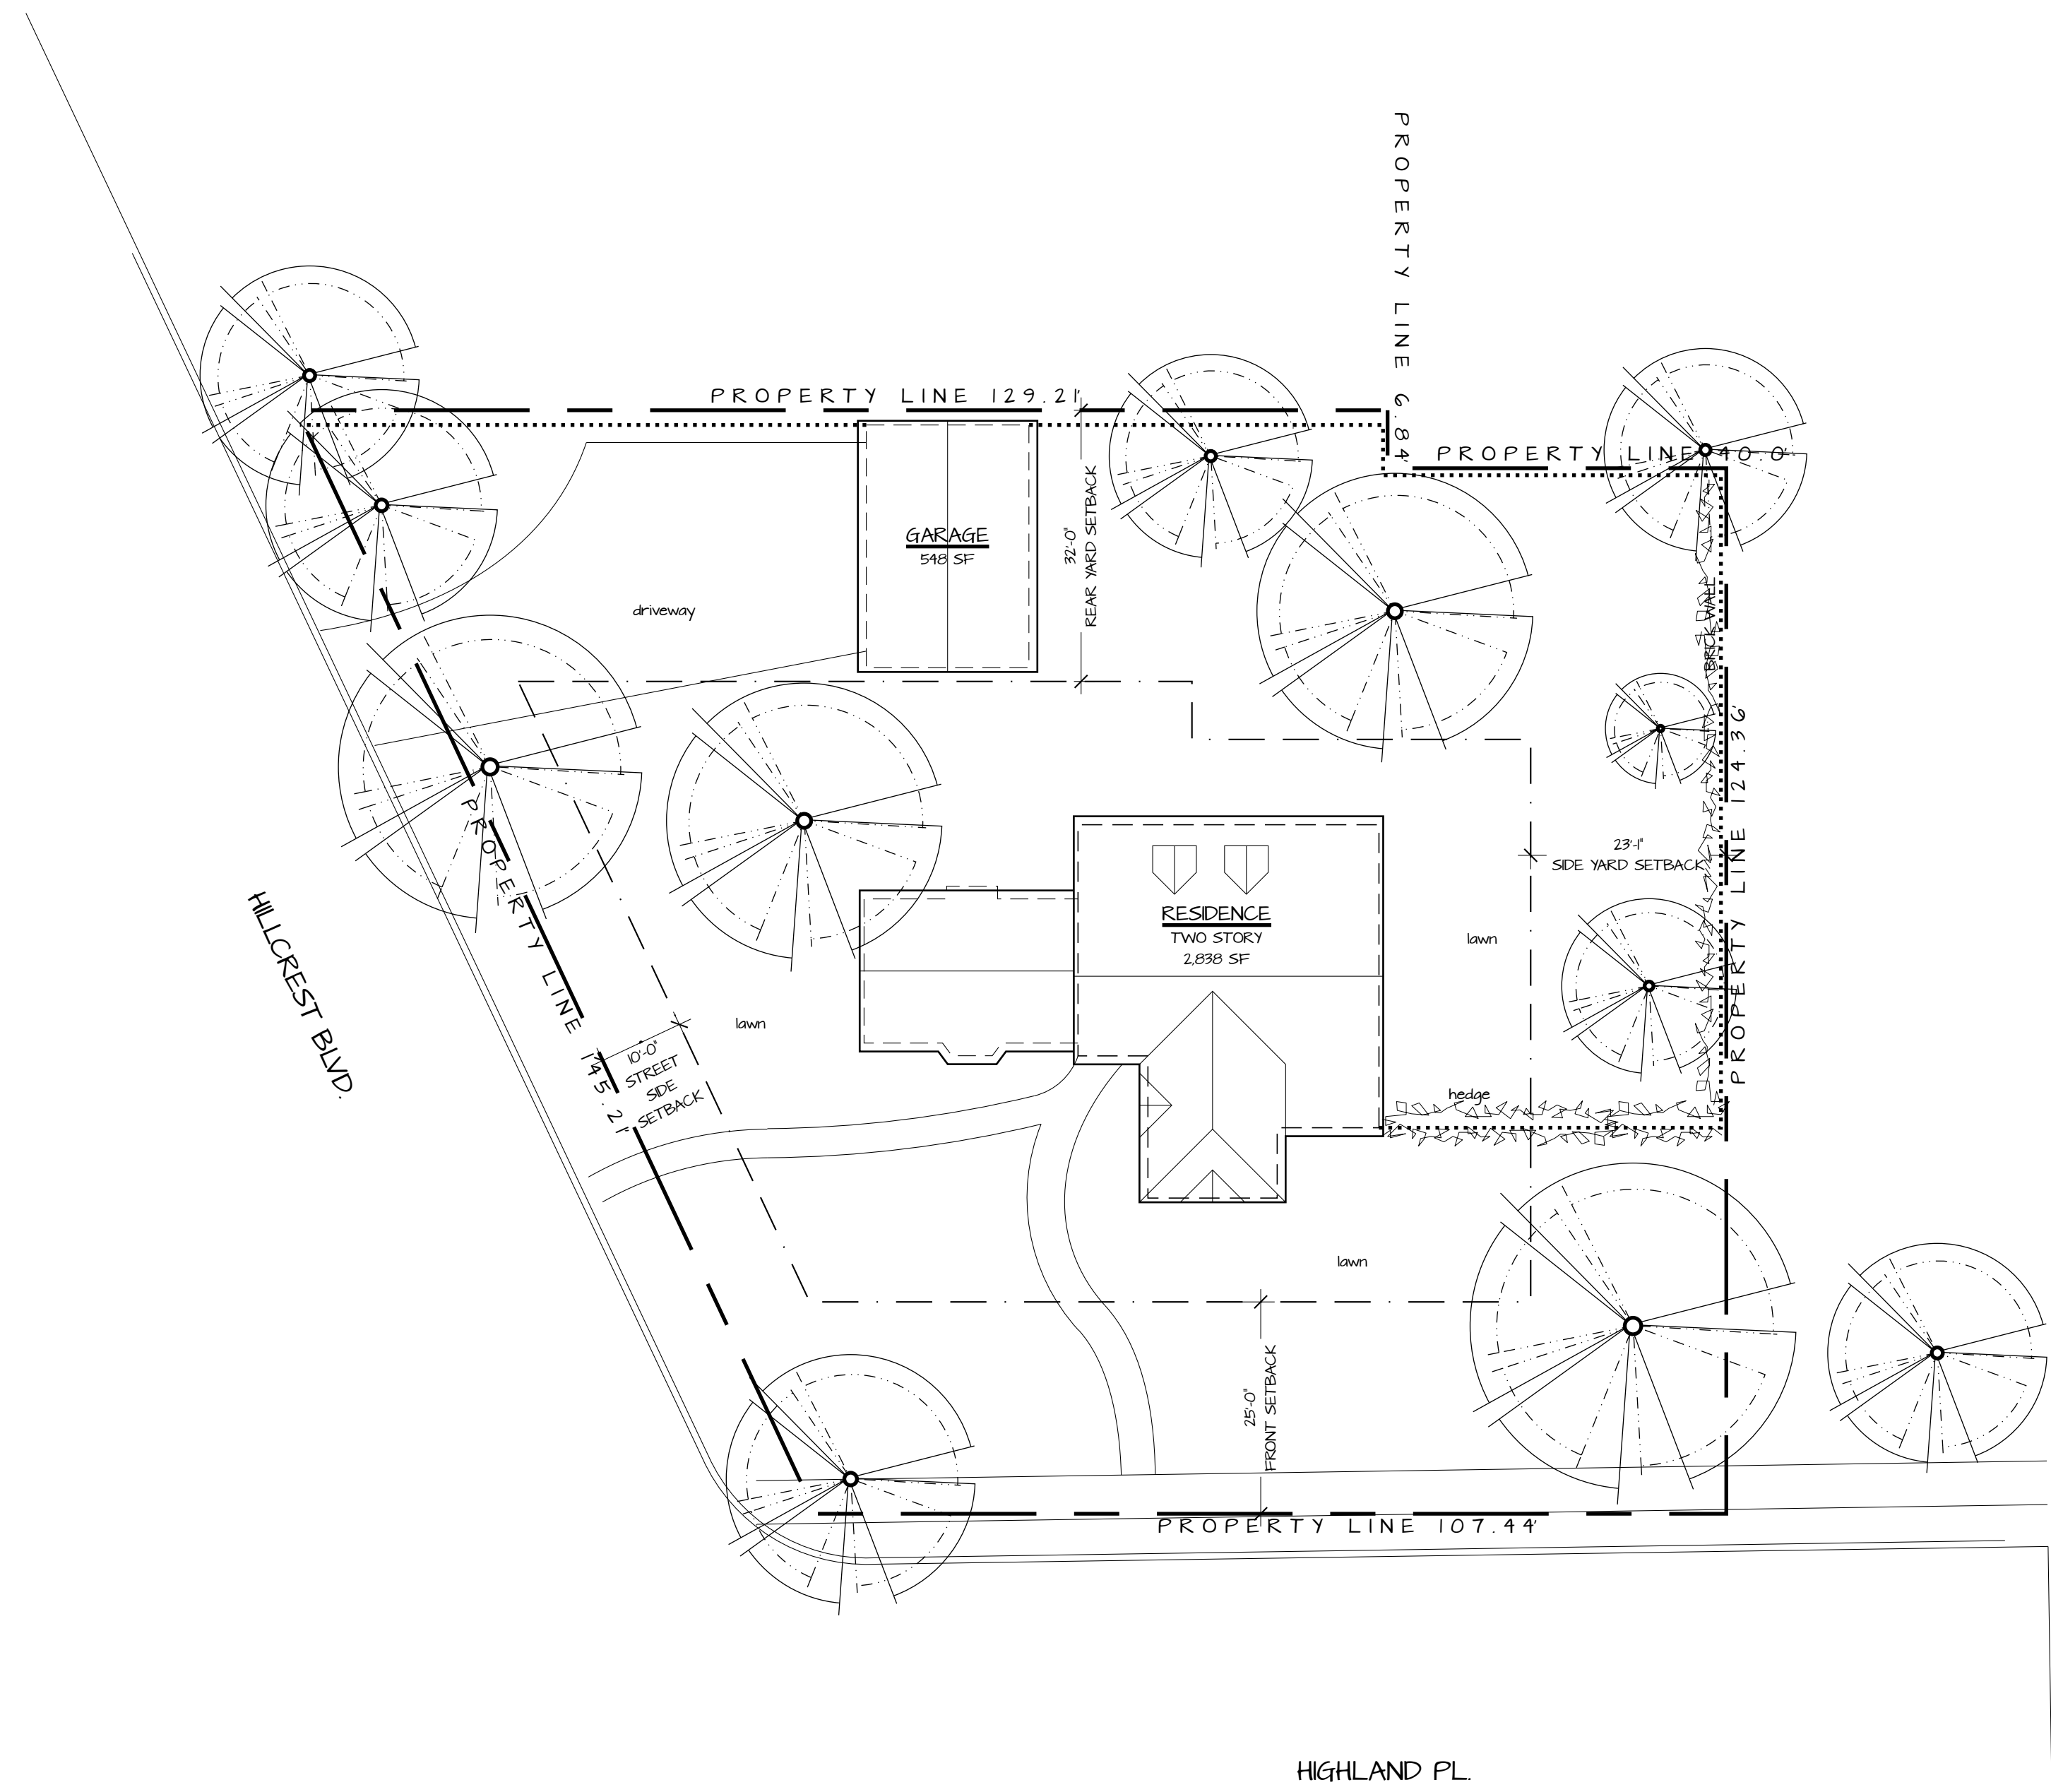 PROPERTY LINE 6.84'
PROPERTY LINE 129.21'
PROPERTY LINE 40.0'
GARAGE
548 SF
32'-0"
REAR YARD SETBACK
driveway
BRICK WALL
PROPERTY LINE 124.36'
23'-1"
SIDE YARD SETBACK
RESIDENCE
TWO STORY
2,838 SF
lawn
HILLCREST BLVD.
PROPERTY LINE 145.21'
lawn
10'-0"
STREET
SIDE
SETBACK
hedge
lawn
25'-0"
FRONT SETBACK
PROPERTY LINE 107.44'
HIGHLAND PL.